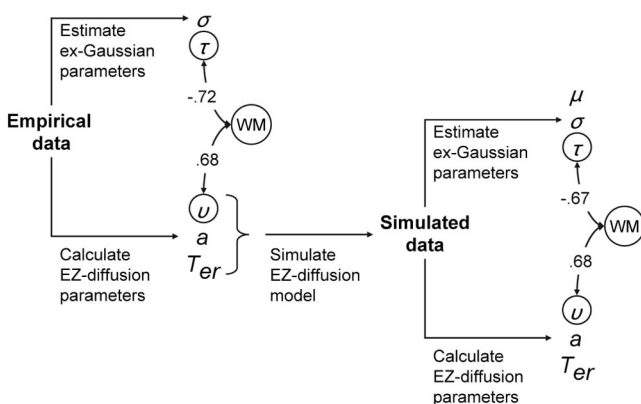 Estimate
ex-Gaussian
parameters
σ
τ
-.72
Empirical
data
WM
.68
υ
a
Ter
Calculate
EZ-diffusion
parameters
Simulate
EZ-diffusion
model
Simulated
data
Estimate
ex-Gaussian
parameters
μ
σ
τ
-.67
WM
.68
υ
a
Ter
Calculate
EZ-diffusion
parameters